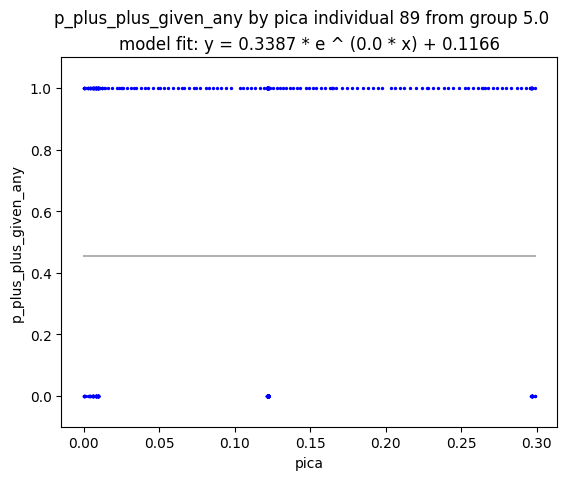 p_plus_plus_given_any by pica individual 89 from group 5.0
model fit: y = 0.3387 * e ^ (0.0 * x) + 0.1166
p_plus_plus_given_any
1.0
0.8
0.6
0.4
0.2
0.0
0.00 0.05 0.10 0.15 0.20 0.25 0.30
pica